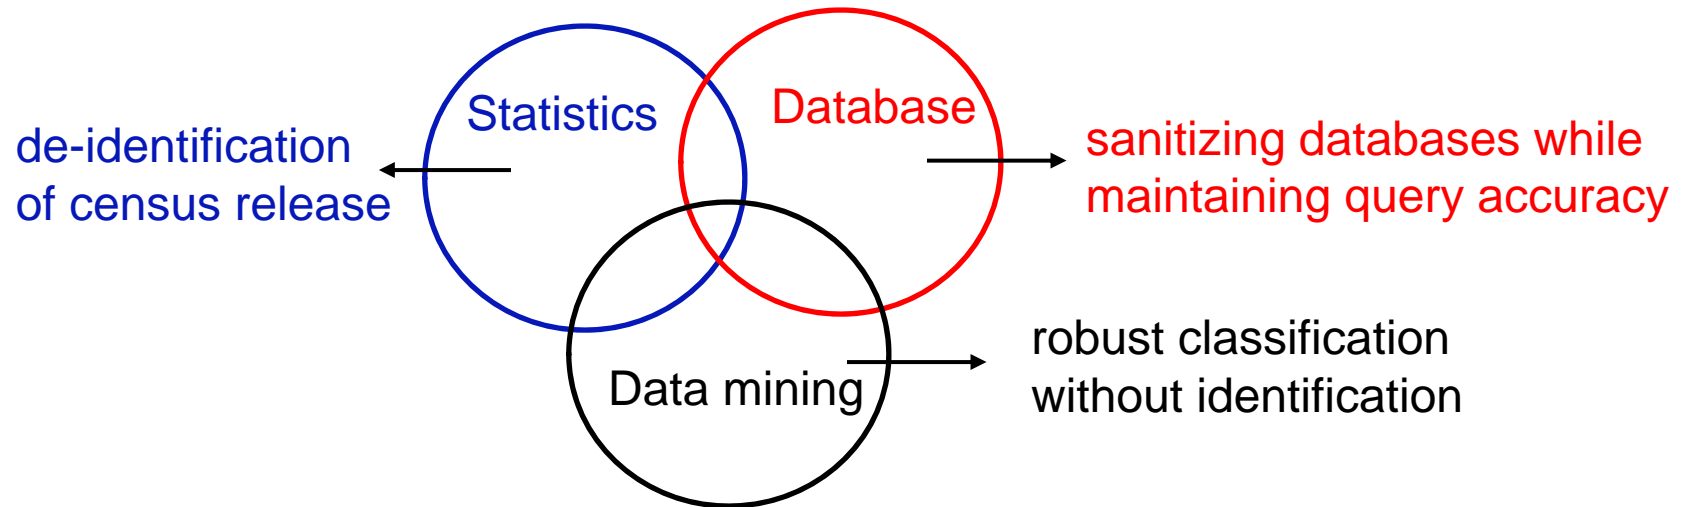 Statistics
Database
de-identification
of census release
sanitizing databases while
maintaining query accuracy
Data mining
robust classification
without identification